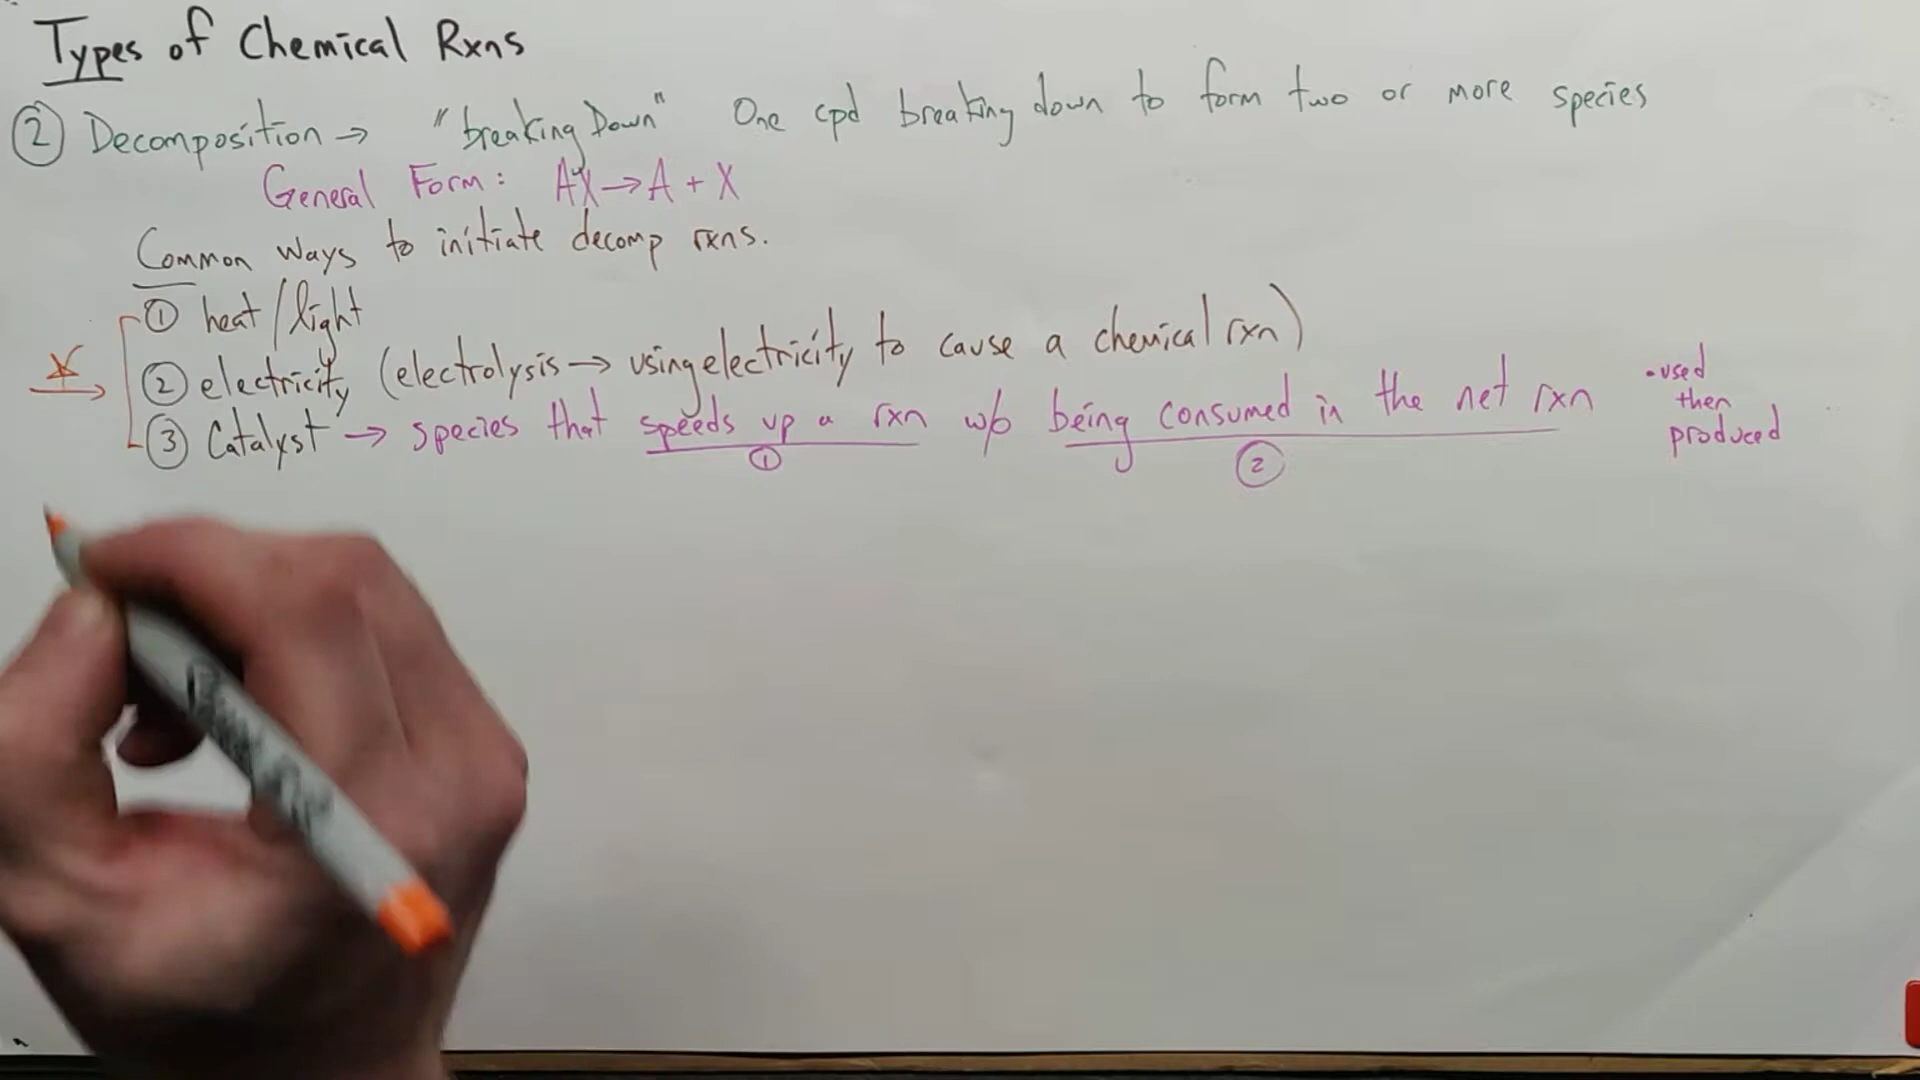 Types of Chemical Rxns
② Decomposition → "breaking Down" One cpd breaking down to form two or more species
General Form: AX → A + X
Common Ways to initiate decomp rxns.
① heat/light
② electricity (electrolysis → using electricity to cause a chemical rxn)
③ Catalyst → species that speeds up a rxn w/o being consumed in the net rxn
① ②
• used
then
produced